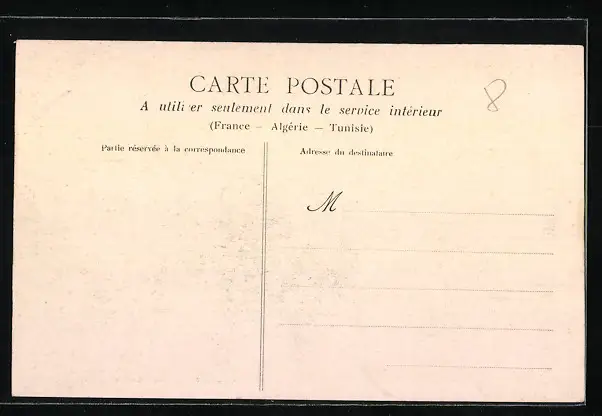 CARTE POSTALE
A utiliser seulement dans le service intérieur
(France — Algérie — Tunisie)
Partie réservée à la correspondance
Adresse du destinataire
M
8